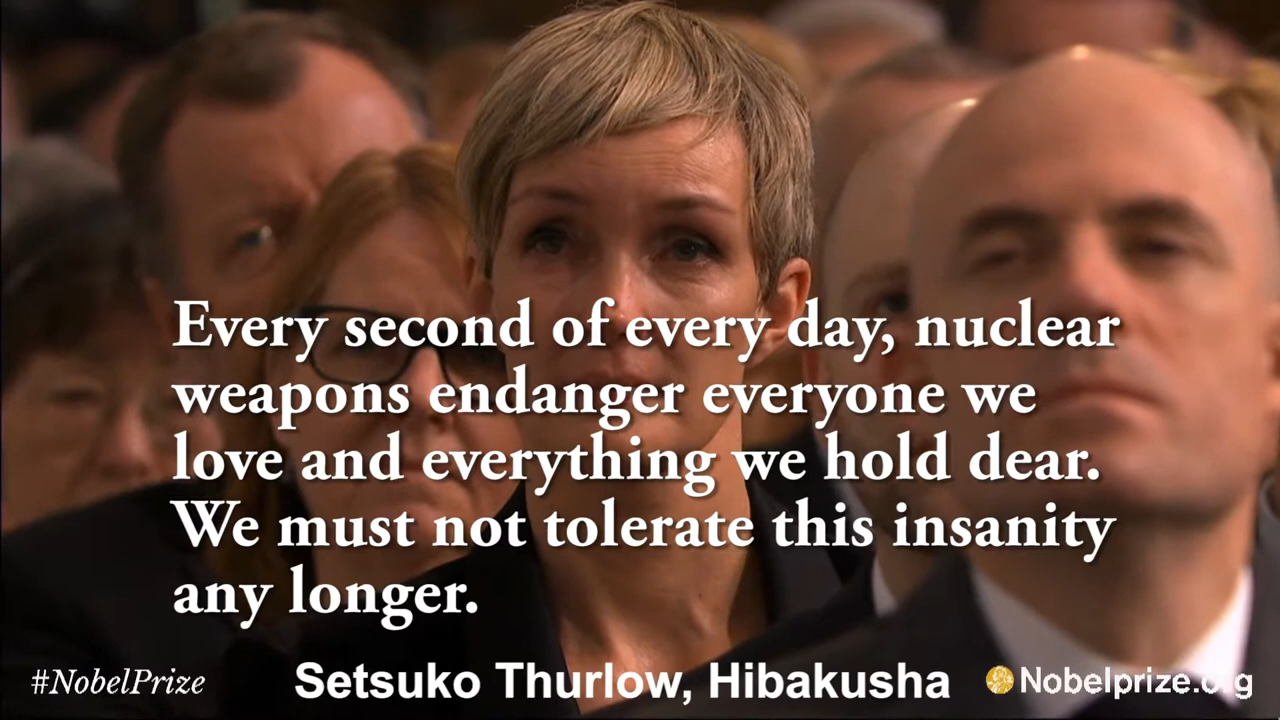 Every second of every day, nuclear
weapons endanger everyone we
love and everything we hold dear.
We must not tolerate this insanity
any longer.
#NobelPrize
Setsuko Thurlow, Hibakusha
Nobelprize.org